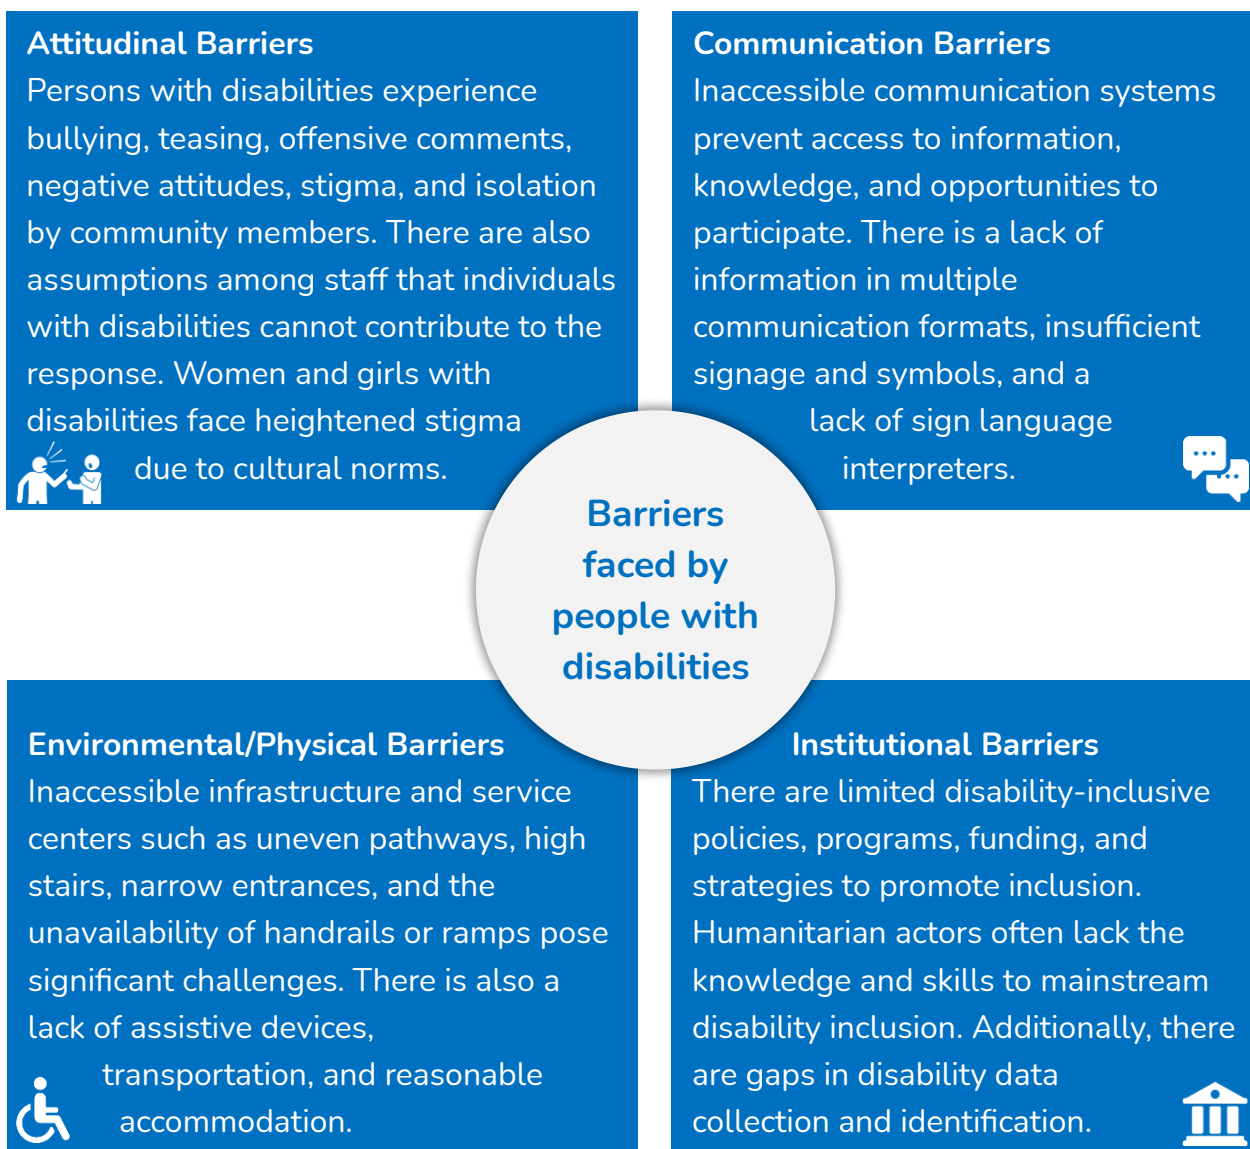 Attitudinal Barriers
Persons with disabilities experience
bullying, teasing, offensive comments,
negative attitudes, stigma, and isolation
by community members. There are also
assumptions among staff that individuals
with disabilities cannot contribute to the
response. Women and girls with
disabilities face heightened stigma
due to cultural norms.
Communication Barriers
Inaccessible communication systems
prevent access to information,
knowledge, and opportunities to
participate. There is a lack of
information in multiple
communication formats, insufficient
signage and symbols, and a
lack of sign language
interpreters.
Barriers
faced by
people with
disabilities
Environmental/Physical Barriers
Inaccessible infrastructure and service
centers such as uneven pathways, high
stairs, narrow entrances, and the
unavailability of handrails or ramps pose
significant challenges. There is also a
lack of assistive devices,
transportation, and reasonable
accommodation.
Institutional Barriers
There are limited disability-inclusive
policies, programs, funding, and
strategies to promote inclusion.
Humanitarian actors often lack the
knowledge and skills to mainstream
disability inclusion. Additionally, there
are gaps in disability data
collection and identification.